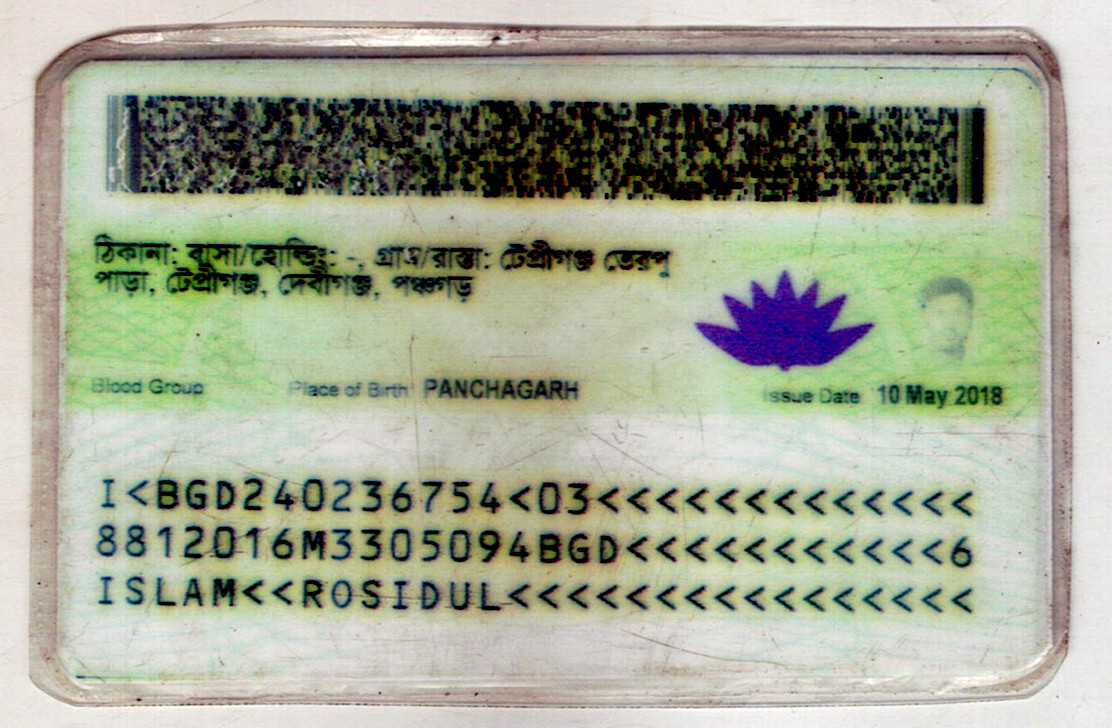 ঠিকানা: বাসা/হোল্ডিং: -, গ্রাম/রাস্তা: টেপ্রীগঞ্জ তেরপু
পাড়া, টেপ্রীগঞ্জ, দেবীগঞ্জ, পঞ্চগড়
Blood Group Place of Birth PANCHAGARH Issue Date 10 May 2018
I<BGD240236754<03<<<<<<<<<<<<<
8812016M3305094BGD<<<<<<<<<<<6
ISLAM<<ROSIDUL<<<<<<<<<<<<<<<<